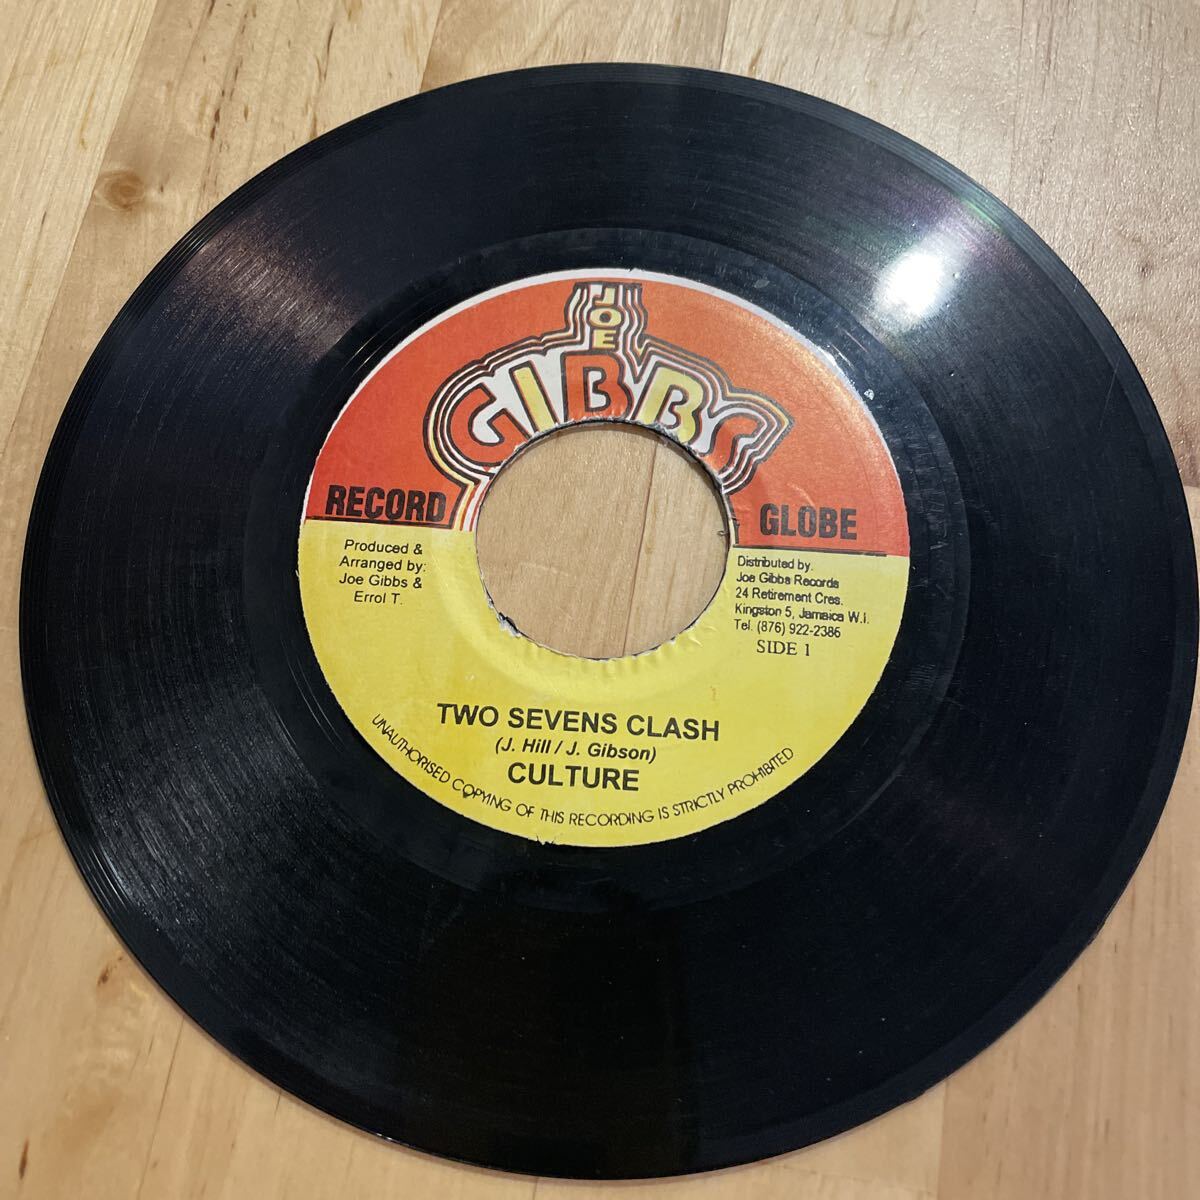 JOE
GIBBS
RECORD GLOBE
Produced &
Arranged by:
Joe Gibbs &
Errol T.
Distributed by.
Joe Gibbs Records
24 Retirement Cres.
Kingston 5, Jamaica W.I.
Tel. (876) 922-2386
SIDE 1
TWO SEVENS CLASH
(J. Hill / J. Gibson)
CULTURE
UNAUTHORISED COPYING OF THIS RECORDING IS STRICTLY PROHIBITED